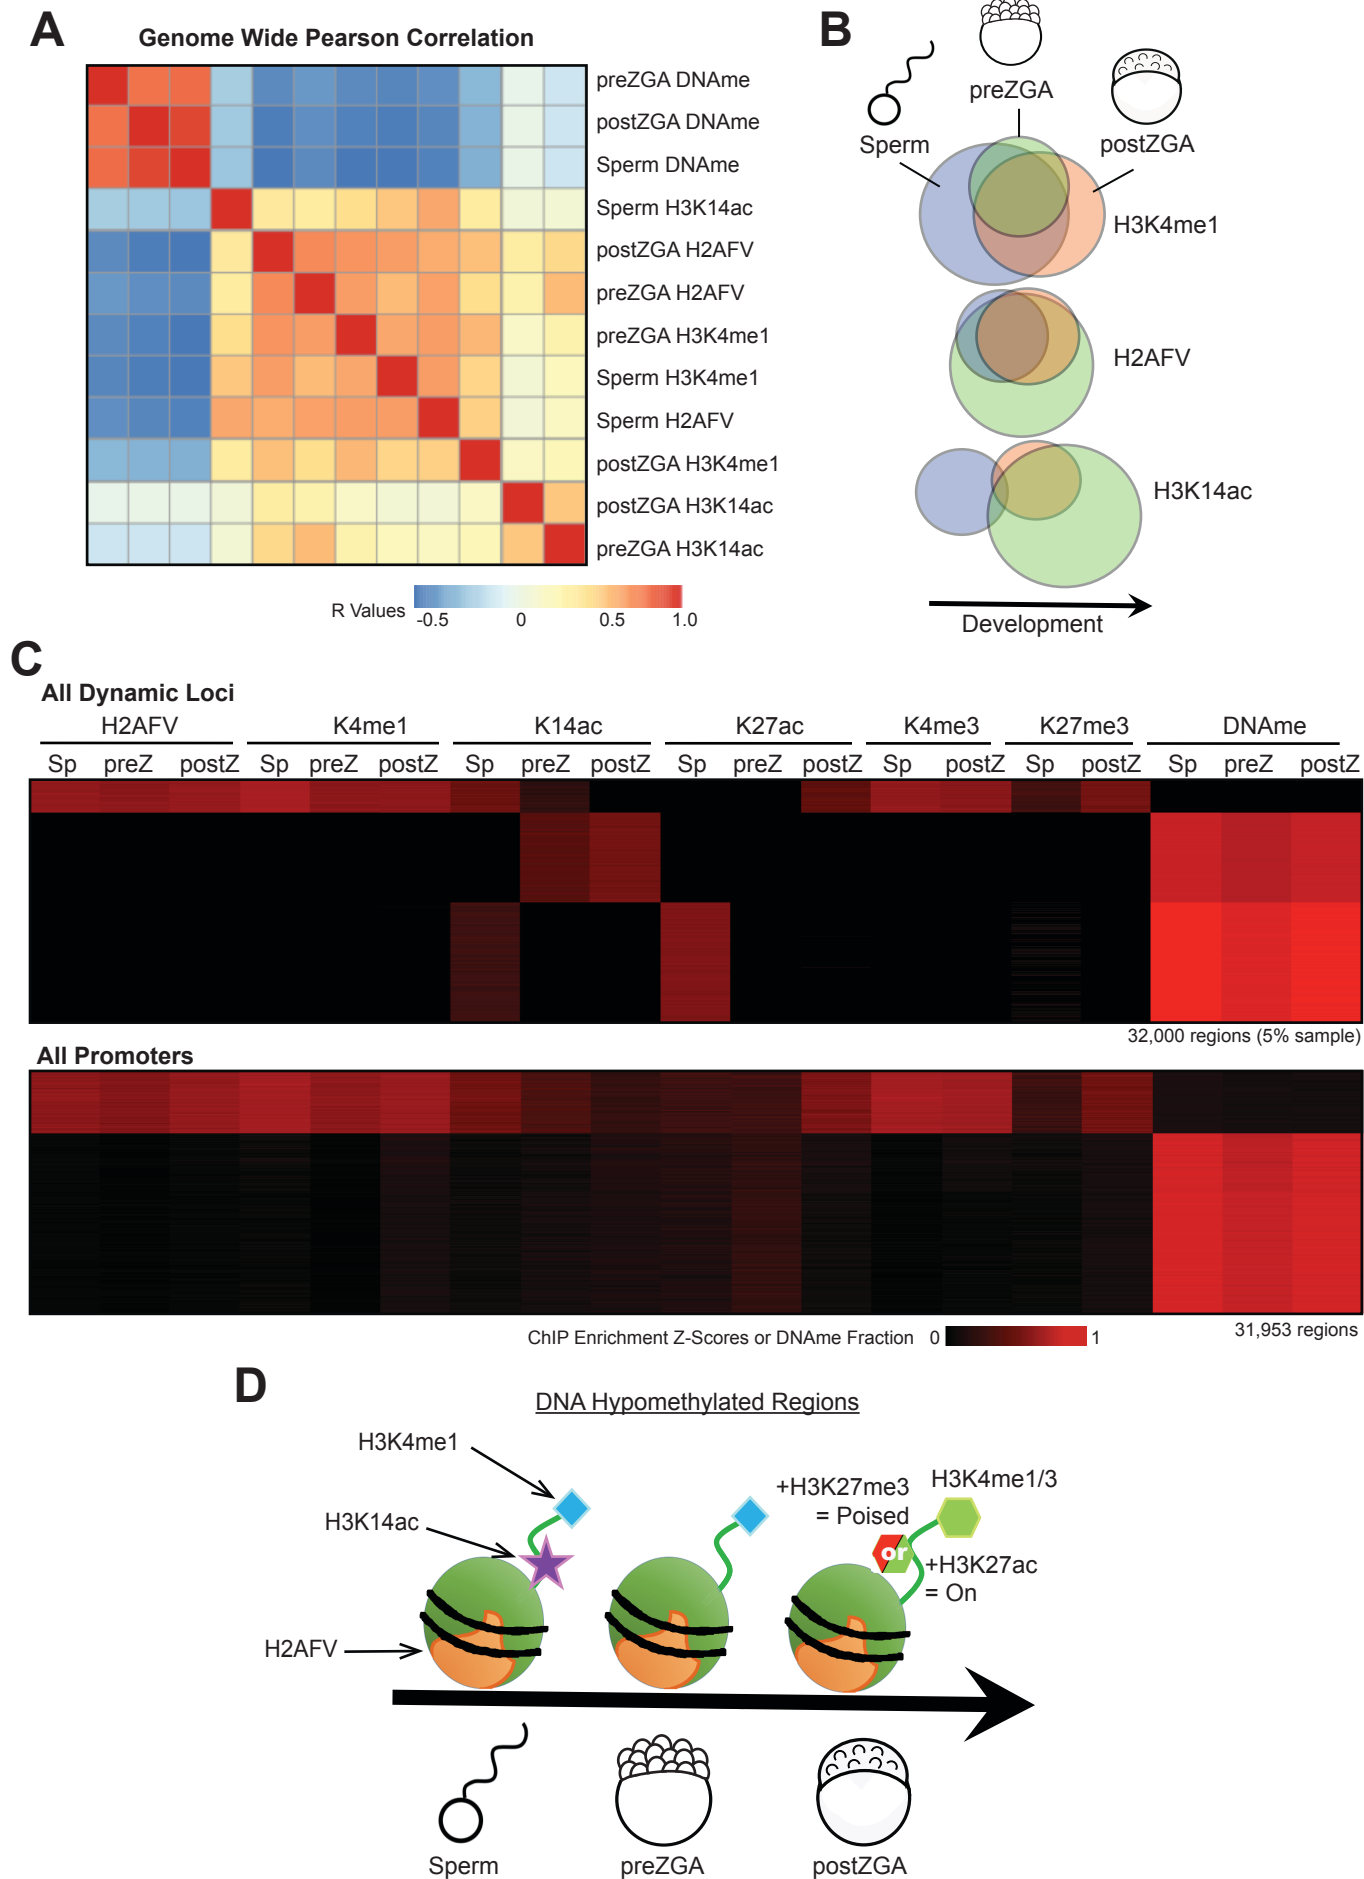 A
Genome Wide Pearson Correlation
preZGA DNAme
postZGA DNAme
Sperm DNAme
Sperm H3K14ac
postZGA H2AFV
preZGA H2AFV
preZGA H3K4me1
Sperm H3K4me1
Sperm H2AFV
postZGA H3K4me1
postZGA H3K14ac
preZGA H3K14ac
R Values
-0.5 0 0.5 1.0
B
preZGA
Sperm
postZGA
H3K4me1
H2AFV
H3K14ac
Development
C
All Dynamic Loci
H2AFV K4me1 K14ac K27ac K4me3 K27me3 DNAme
Sp preZ postZ Sp preZ postZ Sp preZ postZ Sp preZ postZ Sp postZ Sp postZ Sp preZ postZ
32,000 regions (5% sample)
All Promoters
31,953 regions
ChIP Enrichment Z-Scores or DNAme Fraction 0 1
D
DNA Hypomethylated Regions
H3K4me1
H3K14ac
H2AFV
+H3K27me3
= Poised
H3K4me1/3
or
+H3K27ac
= On
Sperm preZGA postZGA